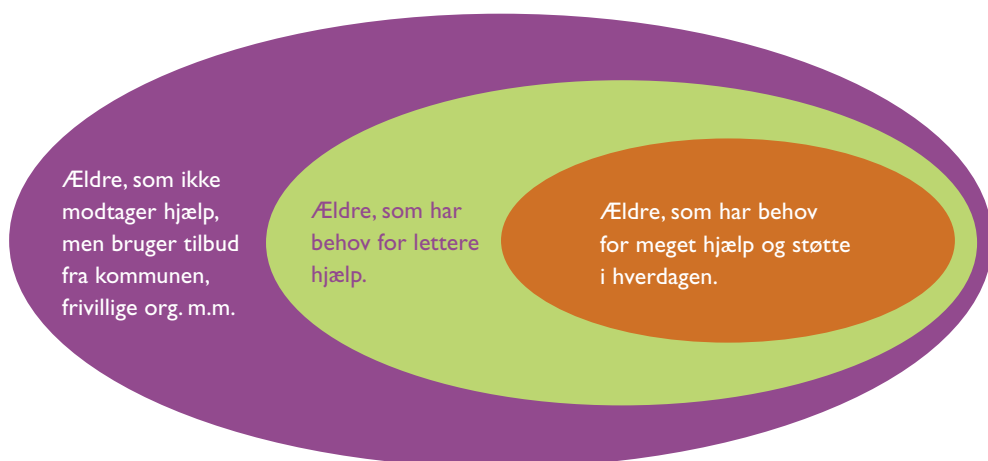 Ældre, som ikke
modtager hjælp,
men bruger tilbud
fra kommunen,
frivillige org. m.m.
Ældre, som har
behov for lettere
hjælp.
Ældre, som har behov
for meget hjælp og støtte
i hverdagen.